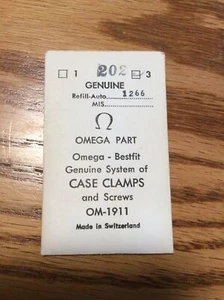 1 202 3
GENUINE
Refill-Auto 1266
MIS.
Ω
OMEGA PART
Omega - Bestfit
Genuine System of
CASE CLAMPS
and Screws
OM-1911
Made in Switzerland